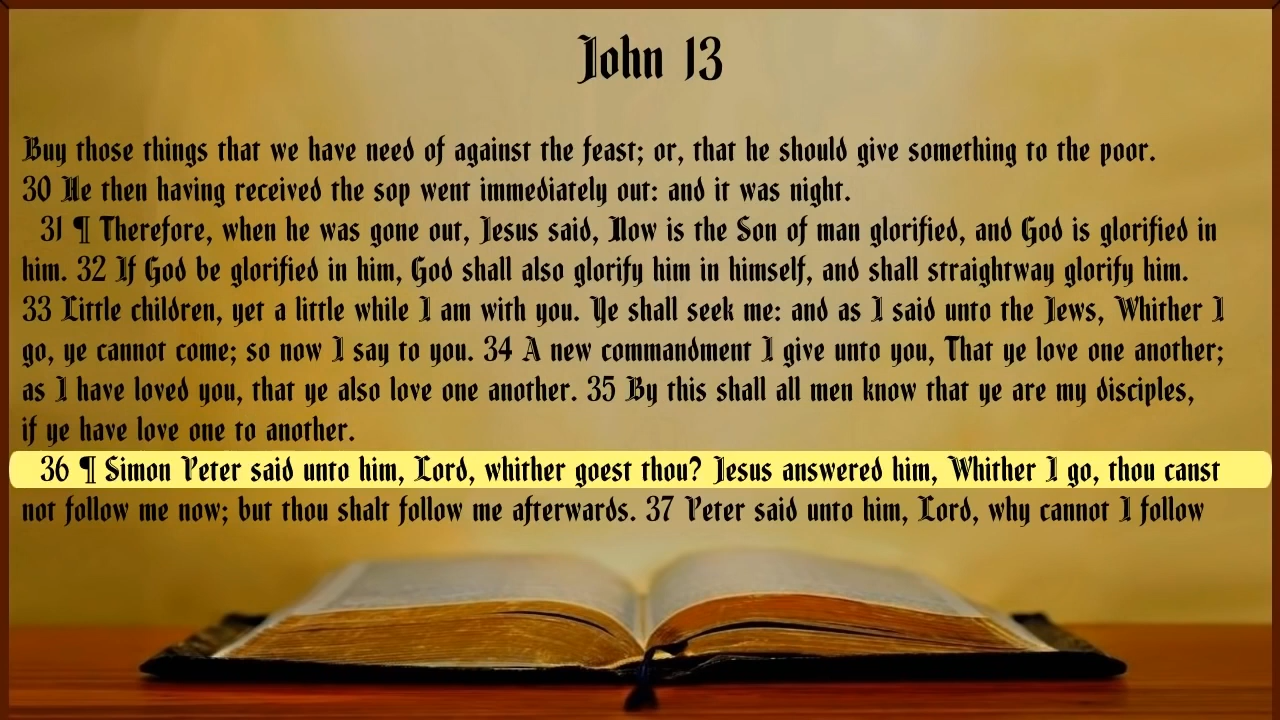 John 13
Buy those things that we have need of against the feast; or, that he should give something to the poor.
30 He then having received the sop went immediately out: and it was night.
31 ¶ Therefore, when he was gone out, Jesus said, Now is the Son of man glorified, and God is glorified in
him. 32 If God be glorified in him, God shall also glorify him in himself, and shall straightway glorify him.
33 Little children, yet a little while I am with you. Ye shall seek me: and as I said unto the Jews, Whither I
go, ye cannot come; so now I say to you. 34 A new commandment I give unto you, That ye love one another;
as I have loved you, that ye also love one another. 35 By this shall all men know that ye are my disciples,
if ye have love one to another.
36 ¶ Simon Peter said unto him, Lord, whither goest thou? Jesus answered him, Whither I go, thou canst
not follow me now; but thou shalt follow me afterwards. 37 Peter said unto him, Lord, why cannot I follow